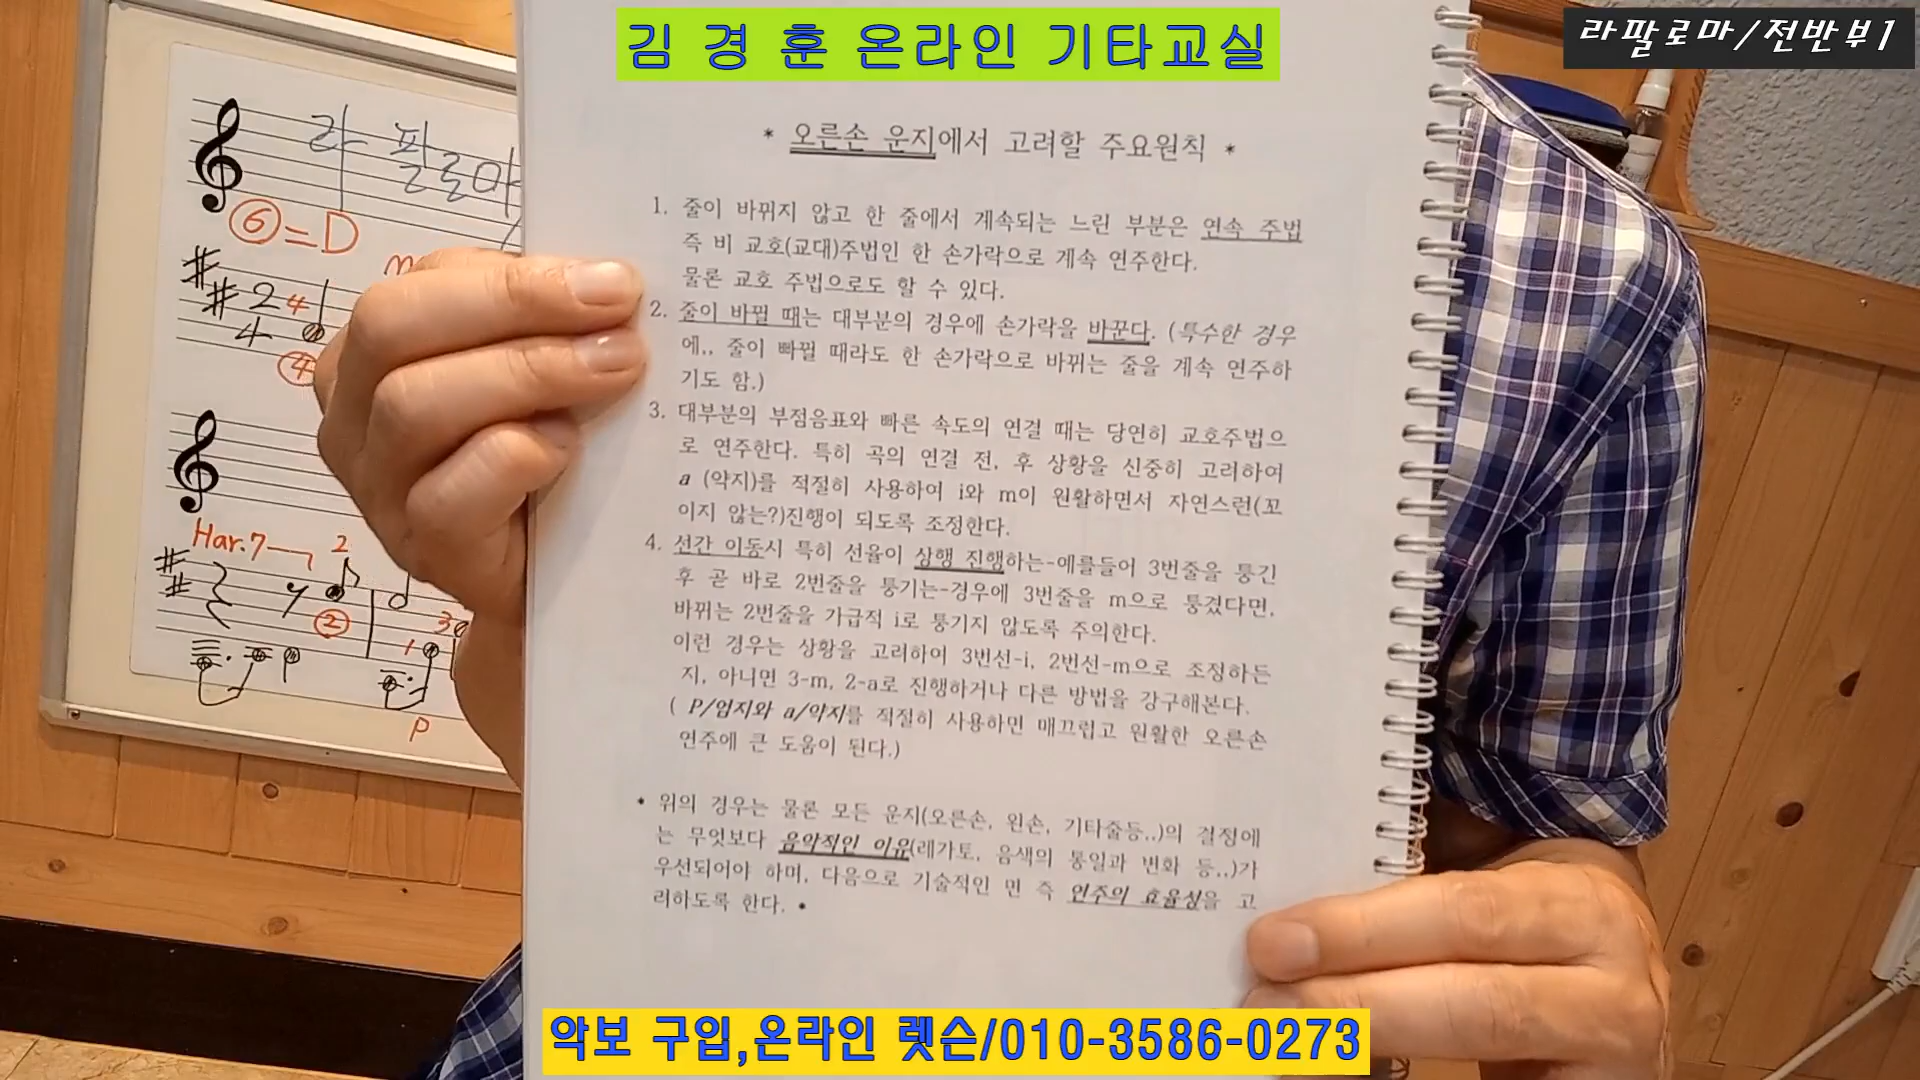 김 경 훈 온라인 기타교실
라팔로마/전반부1
라 팔로마
⑥=D
m
2
4
4
④
Har.7
2
②
3
1
P
* 오른손 운지에서 고려할 주요원칙 *
1. 줄이 바뀌지 않고 한 줄에서 계속되는 느린 부분은 연속 주법
즉 비 교호(교대)주법인 한 손가락으로 계속 연주한다.
물론 교호 주법으로도 할 수 있다.
2. 줄이 바뀔 때는 대부분의 경우에 손가락을 바꾼다. (특수한 경우
에,, 줄이 빠뀔 때라도 한 손가락으로 바뀌는 줄을 계속 연주하
기도 함.)
3. 대부분의 부점음표와 빠른 속도의 연결 때는 당연히 교호주법으
로 연주한다. 특히 곡의 연결 전, 후 상황을 신중히 고려하여
a (약지)를 적절히 사용하여 i와 m이 원활하면서 자연스런(꼬
이지 않는?)진행이 되도록 조정한다.
4. 선간 이동시 특히 선율이 상행 진행하는-예를들어 3번줄을 퉁긴
후 곧 바로 2번줄을 퉁기는-경우에 3번줄을 m으로 퉁겼다면,
바뀌는 2번줄을 가급적 i로 퉁기지 않도록 주의한다.
이런 경우는 상황을 고려하여 3번선-i, 2번선-m으로 조정하든
지, 아니면 3-m, 2-a로 진행하거나 다른 방법을 강구해본다.
( P/엄지와 a/약지를 적절히 사용하면 매끄럽고 원활한 오른손
연주에 큰 도움이 된다.)
* 위의 경우는 물론 모든 운지(오른손, 왼손, 기타줄등..)의 결정에
는 무엇보다 음악적인 이유(레가토, 음색의 통일과 변화 등..)가
우선되어야 하며, 다음으로 기술적인 면 즉 연주의 효율성을 고
려하도록 한다. *
악보 구입,온라인 렛슨/010-3586-0273